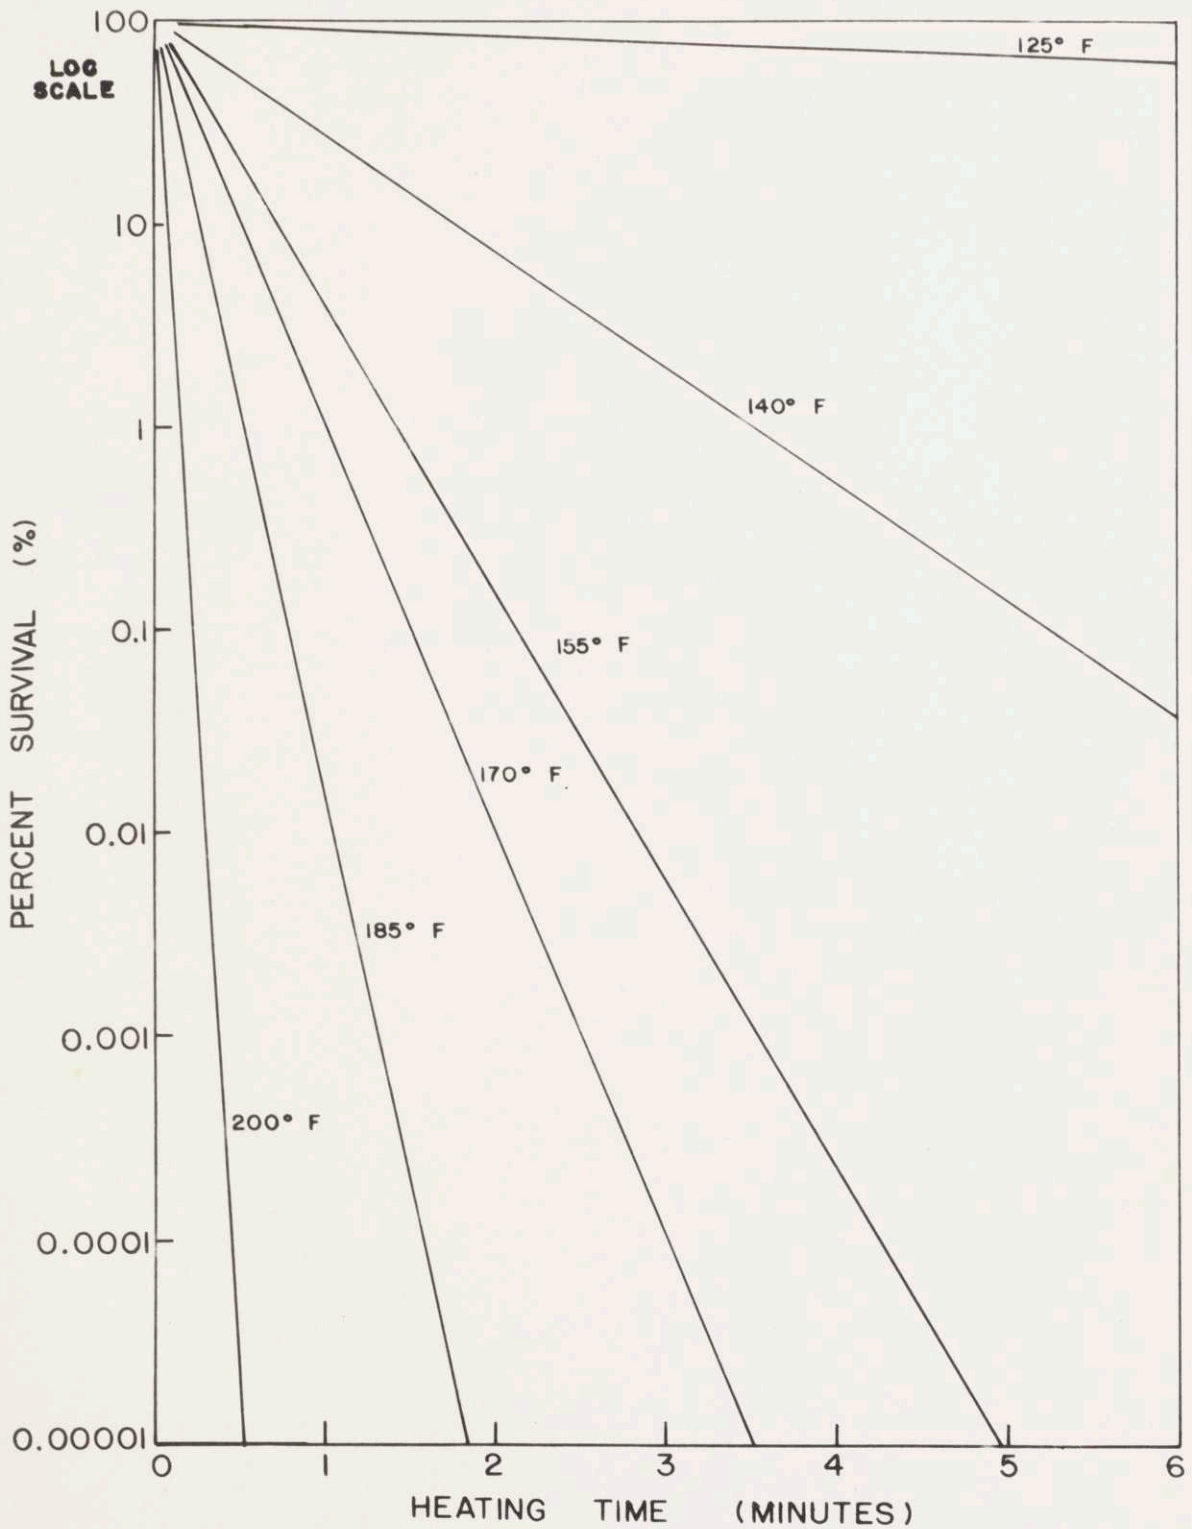 100
LOG
SCALE
125° F
10
140° F
1
PERCENT SURVIVAL (%)
0.1
155° F
170° F
0.01
185° F
0.001
200° F
0.0001
0.00001
0 1 2 3 4 5 6
HEATING TIME (MINUTES)